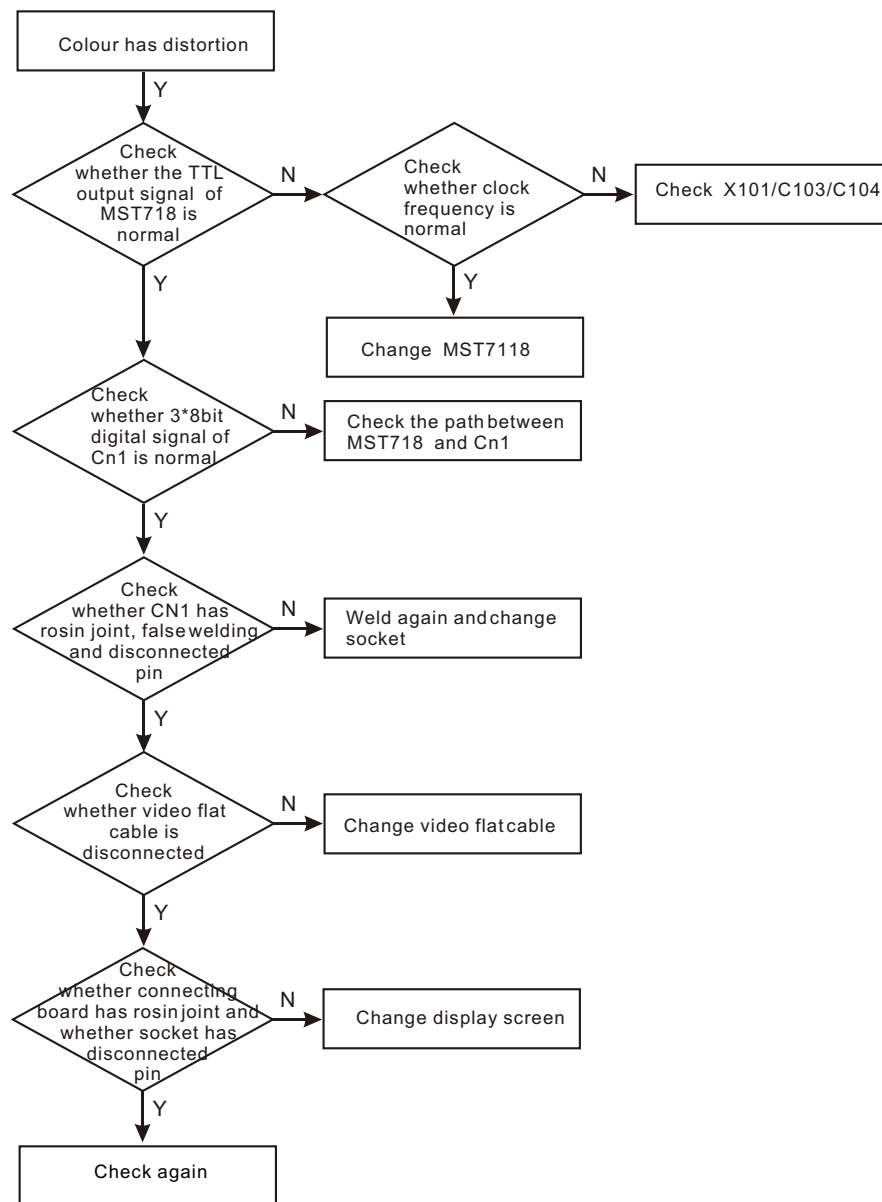 Colour has distortion
Y
Check
whether the TTL
output signal of
MST718 is
normal
N
Check
whether clock
frequency is
normal
N
Check X101/C103/C104
Y
Change MST7118
Y
Check
whether 3*8bit
digital signal of
Cn1 is normal
N
Check the path between
MST718 and Cn1
Y
Check
whether CN1 has
rosin joint, false welding
and disconnected
pin
N
Weld again and change
socket
Y
Check
whether video flat
cable is
disconnected
N
Change video flat cable
Y
Check
whether connecting
board has rosin joint and
whether socket has
disconnected
pin
N
Change display screen
Y
Check again